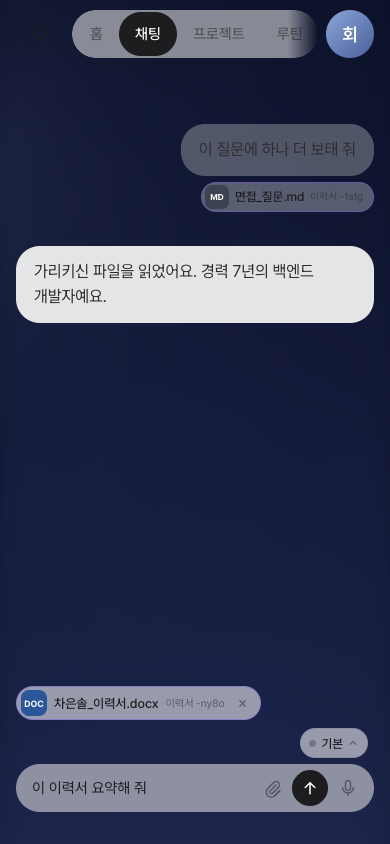 홈 채팅 프로젝트 루틴 회
이 질문에 하나 더 보태 줘
MD 면접_질문.md 이력서 -1stg
가리키신 파일을 읽었어요. 경력 7년의 백엔드
개발자예요.
DOC 차은솔_이력서.docx 이력서 -ny8o
기본
이 이력서 요약해 줘